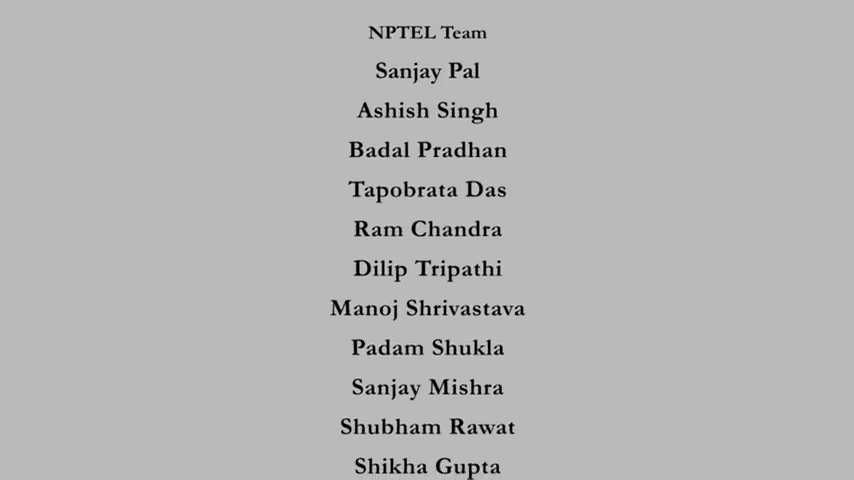 NPTEL Team
Sanjay Pal
Ashish Singh
Badal Pradhan
Tapobrata Das
Ram Chandra
Dilip Tripathi
Manoj Shrivastava
Padam Shukla
Sanjay Mishra
Shubham Rawat
Shikha Gupta